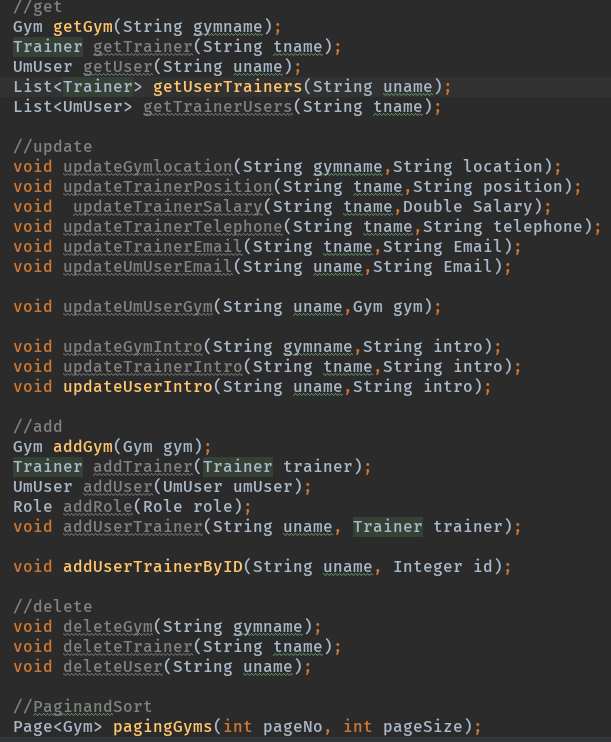 //get
Gym getGym(String gymname);
Trainer getTrainer(String tname);
UmUser getUser(String uname);
List<Trainer> getUserTrainers(String uname);
List<UmUser> getTrainerUsers(String tname);
//update
void updateGymlocation(String gymname,String location);
void updateTrainerPosition(String tname,String position);
void  updateTrainerSalary(String tname,Double Salary);
void updateTrainerTelephone(String tname,String telephone);
void updateTrainerEmail(String tname,String Email);
void updateUmUserEmail(String uname,String Email);
void updateUmUserGym(String uname,Gym gym);
void updateGymIntro(String gymname,String intro);
void updateTrainerIntro(String tname,String intro);
void updateUserIntro(String uname,String intro);
//add
Gym addGym(Gym gym);
Trainer addTrainer(Trainer trainer);
UmUser addUser(UmUser umUser);
Role addRole(Role role);
void addUserTrainer(String uname, Trainer trainer);
void addUserTrainerByID(String uname, Integer id);
//delete
void deleteGym(String gymname);
void deleteTrainer(String tname);
void deleteUser(String uname);
//PaginandSort
Page<Gym> pagingGyms(int pageNo, int pageSize);